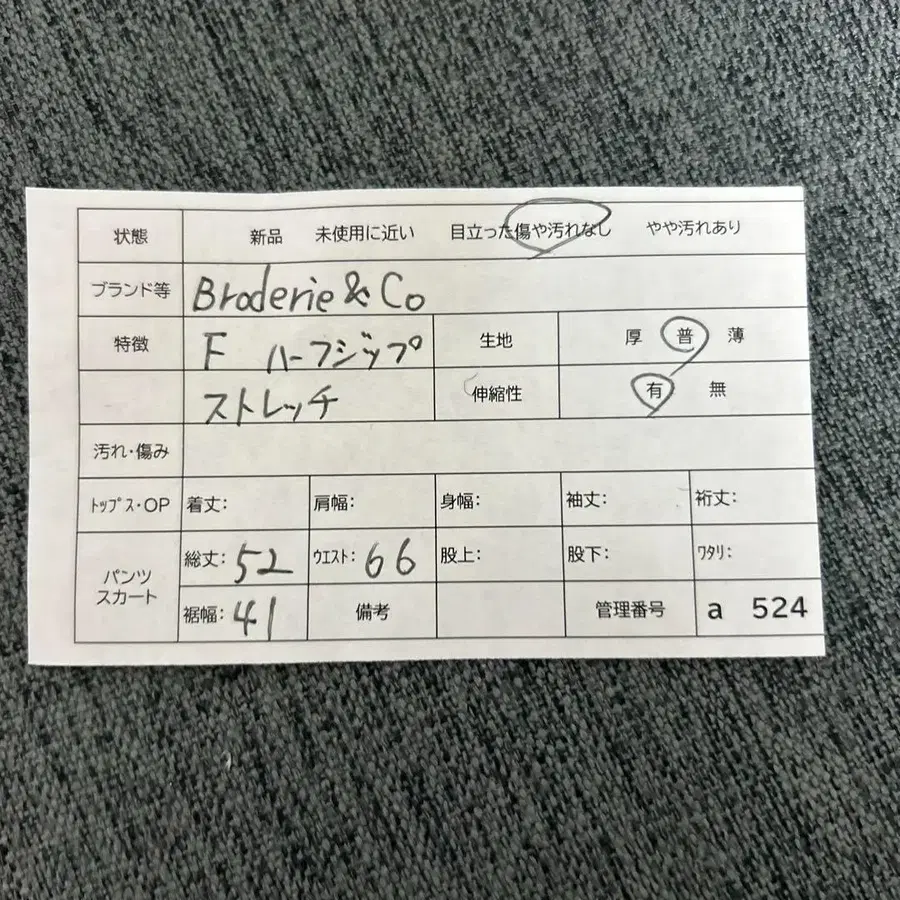 状態 新品 未使用に近い 目立った傷や汚れなし やや汚れあり
ブランド等 Broderie & Co
特徴 F ハーフジップ 生地 厚 普 薄
ストレッチ 伸縮性 有 無
汚れ・傷み
トップス・OP 着丈: 肩幅: 身幅: 袖丈: 裄丈:
パンツ スカート 総丈: 52 ウエスト: 66 股上: 股下: ワタリ:
裾幅: 41 備考 管理番号 a 524